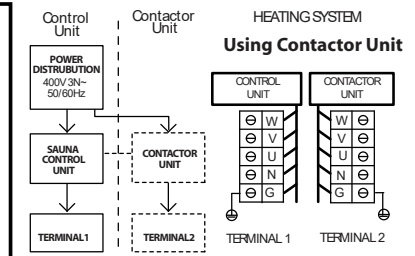 Control
Unit
Contactor
Unit
POWER
DISTRUBUTION
400V 3N~
50/60Hz
SAUNA
CONTROL
UNIT
CONTACTOR
UNIT
TERMINAL1
TERMINAL2
HEATING SYSTEM
Using Contactor Unit
CONTROL
UNIT
W
V
U
N
G
TERMINAL 1
CONTACTOR
UNIT
W
V
U
N
G
TERMINAL 2